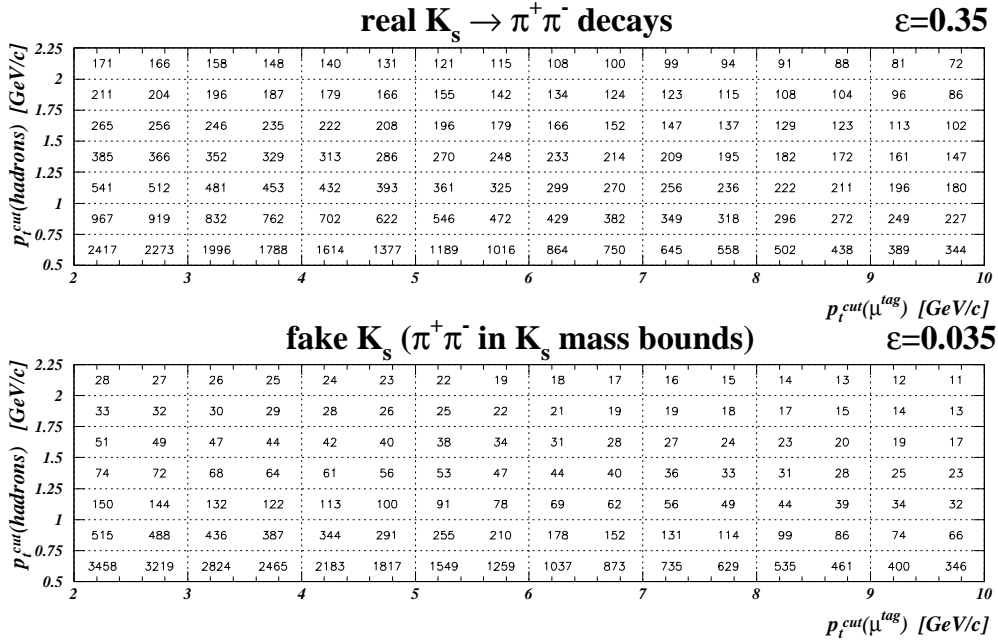 real Kₛ → π⁺π⁻ decays ε=0.35
pₜᶜᵘᵗ(hadrons) [GeV/c]
2.25
171 166 158 148 140 131 121 115 108 100 99 94 91 88 81 72
2
211 204 196 187 179 166 155 142 134 124 123 115 108 104 96 86
1.75
265 256 246 235 222 208 196 179 166 152 147 137 129 123 113 102
1.5
385 366 352 329 313 286 270 248 233 214 209 195 182 172 161 147
1.25
541 512 481 453 432 393 361 325 299 270 256 236 222 211 196 180
1
967 919 832 762 702 622 546 472 429 382 349 318 296 272 249 227
0.75
2417 2273 1996 1788 1614 1377 1189 1016 864 750 645 558 502 438 389 344
0.5
2 3 4 5 6 7 8 9 10
pₜᶜᵘᵗ(μᵗᵃᵍ) [GeV/c]
fake Kₛ (π⁺π⁻ in Kₛ mass bounds) ε=0.035
pₜᶜᵘᵗ(hadrons) [GeV/c]
2.25
28 27 26 25 24 23 22 19 18 17 16 15 14 13 12 11
2
33 32 30 29 28 26 25 22 21 19 19 18 17 15 14 13
1.75
51 49 47 44 42 40 38 34 31 28 27 24 23 20 19 17
1.5
74 72 68 64 61 56 53 47 44 40 36 33 31 28 25 23
1.25
150 144 132 122 113 100 91 78 69 62 56 49 44 39 34 32
1
515 488 436 387 344 291 255 210 178 152 131 114 99 86 74 66
0.75
3458 3219 2824 2465 2183 1817 1549 1259 1037 873 735 629 535 461 400 346
0.5
2 3 4 5 6 7 8 9 10
pₜᶜᵘᵗ(μᵗᵃᵍ) [GeV/c]